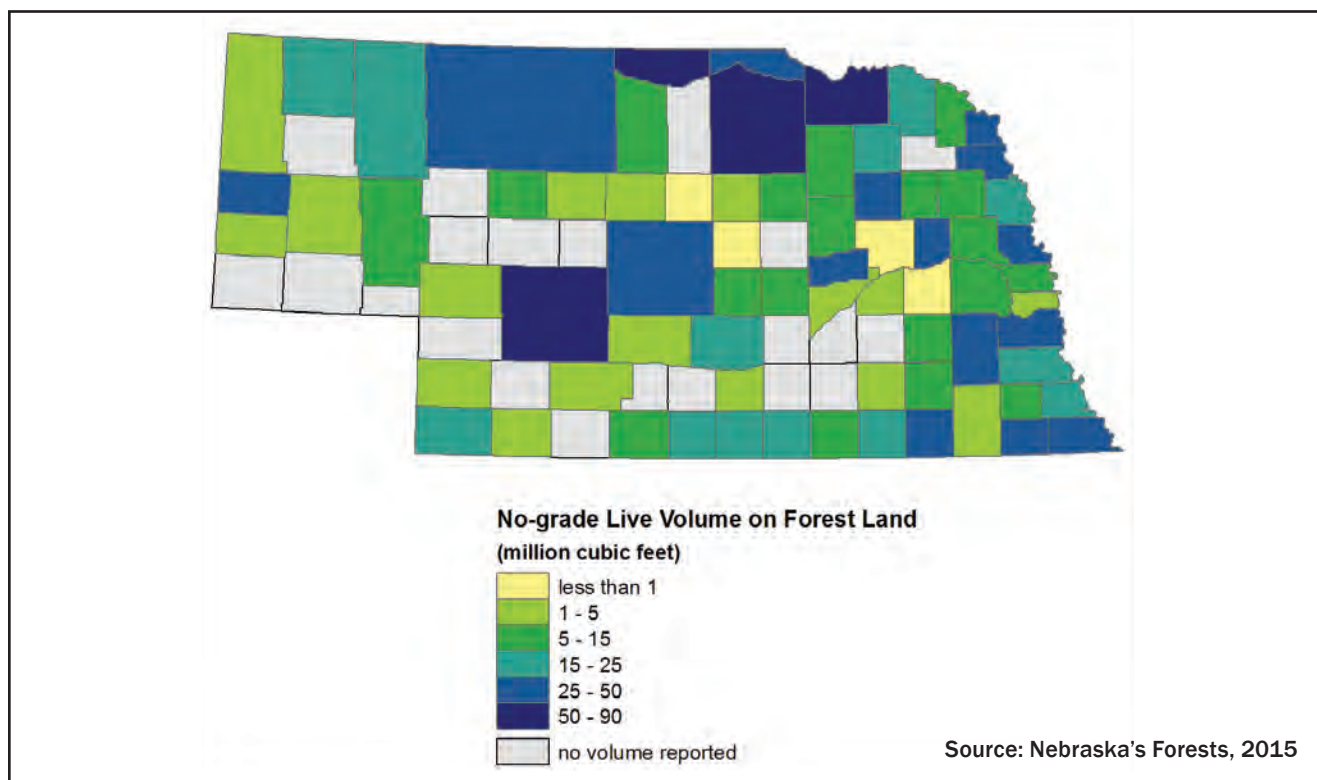 No-grade Live Volume on Forest Land
(million cubic feet)
less than 1
1 - 5
5 - 15
15 - 25
25 - 50
50 - 90
no volume reported
Source: Nebraska's Forests, 2015